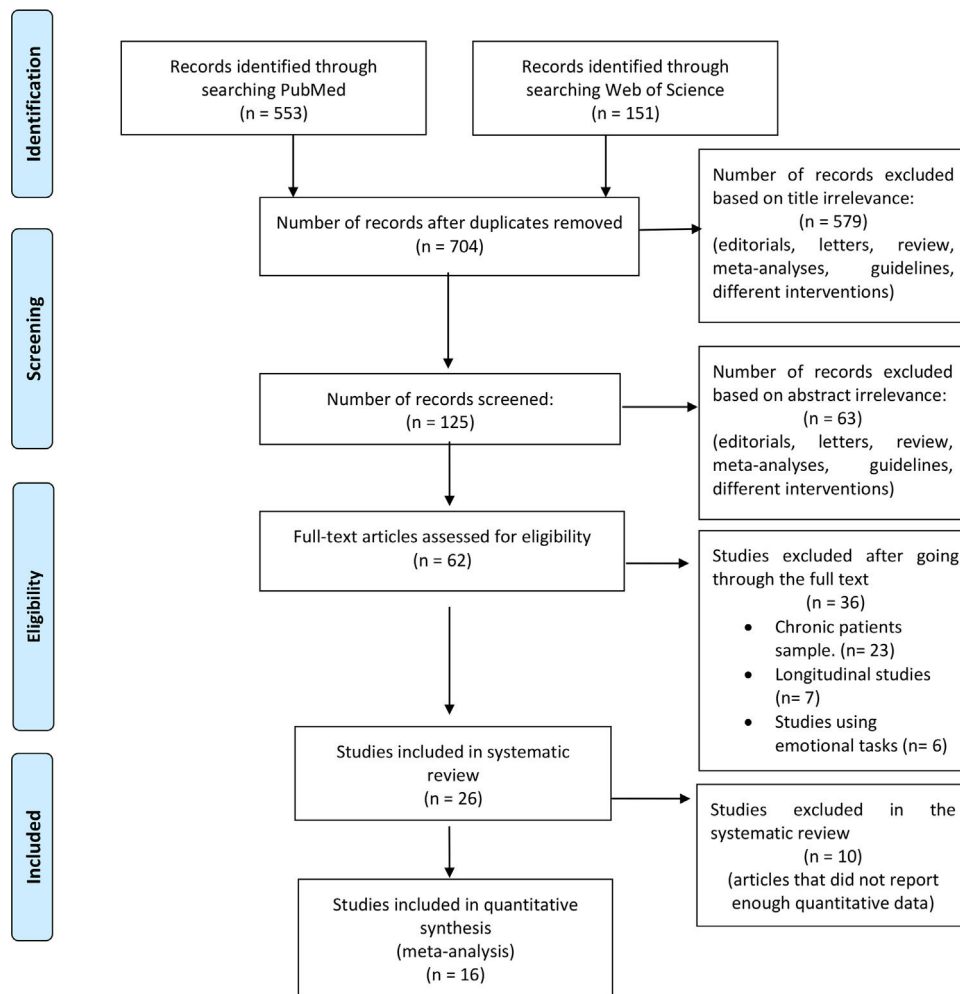 Identification
Records identified through
searching PubMed
(n = 553)
Records identified through
searching Web of Science
(n = 151)
Number of records after duplicates removed
(n = 704)
Number of records excluded
based on title irrelevance:
(n = 579)
(editorials, letters, review,
meta-analyses, guidelines,
different interventions)
Screening
Number of records screened:
(n = 125)
Number of records excluded
based on abstract irrelevance:
(n = 63)
(editorials, letters, review,
meta-analyses, guidelines,
different interventions)
Eligibility
Full-text articles assessed for eligibility
(n = 62)
Studies excluded after going
through the full text
(n = 36)
• Chronic patients
sample. (n= 23)
• Longitudinal studies
(n= 7)
• Studies using
emotional tasks (n= 6)
Included
Studies included in systematic
review
(n = 26)
Studies excluded in the
systematic review
(n = 10)
(articles that did not report
enough quantitative data)
Studies included in quantitative
synthesis
(meta-analysis)
(n = 16)